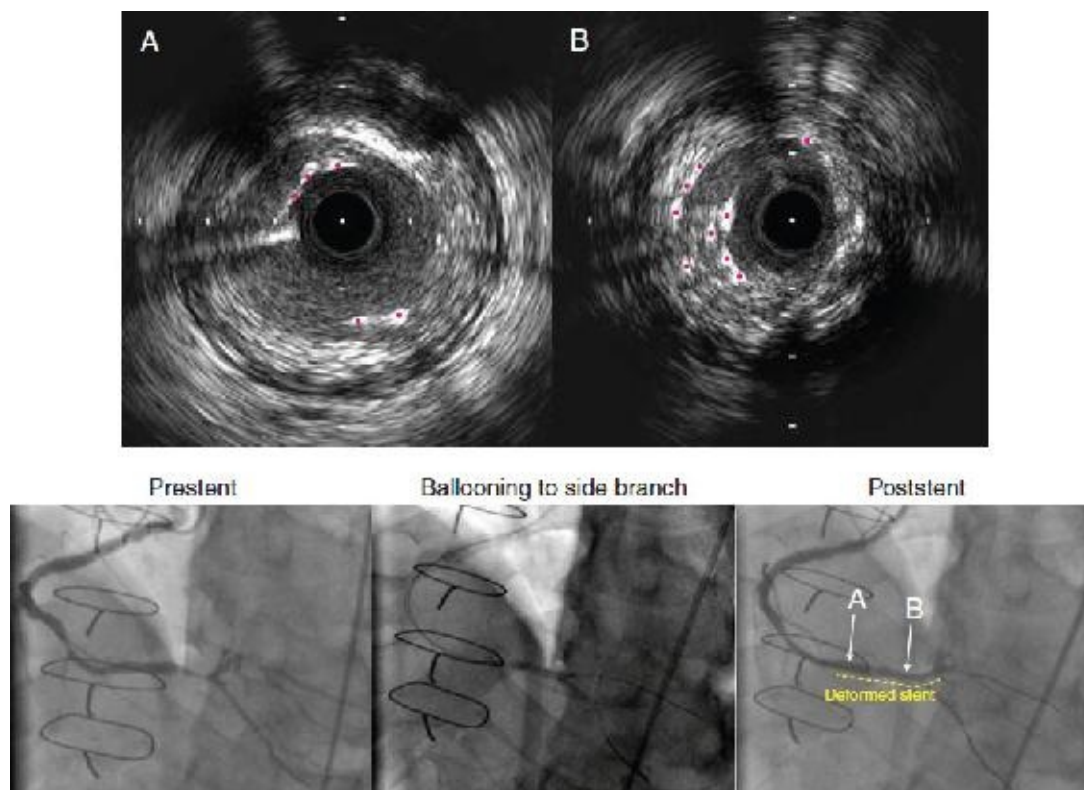 A
B
Prestent
Ballooning to side branch
Poststent
A
B
Deformed stent